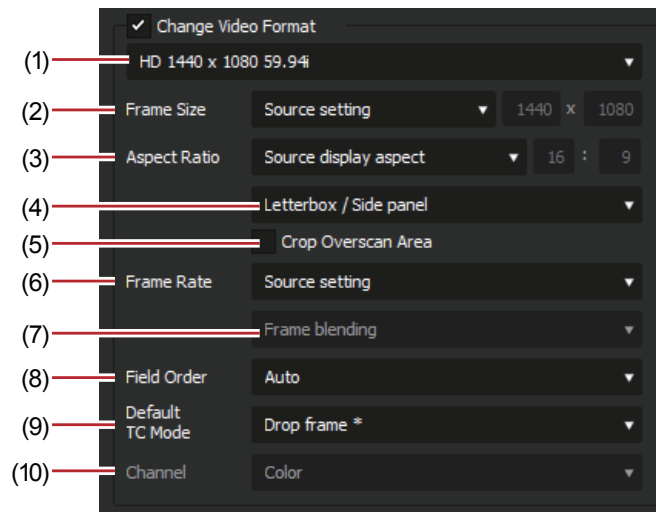 Change Video Format
(1) HD 1440 x 1080 59.94i
(2) Frame Size Source setting 1440 x 1080
(3) Aspect Ratio Source display aspect 16 : 9
(4) Letterbox / Side panel
(5) Crop Overscan Area
(6) Frame Rate Source setting
(7) Frame blending
(8) Field Order Auto
Default
(9) TC Mode Drop frame *
(10) Channel Color